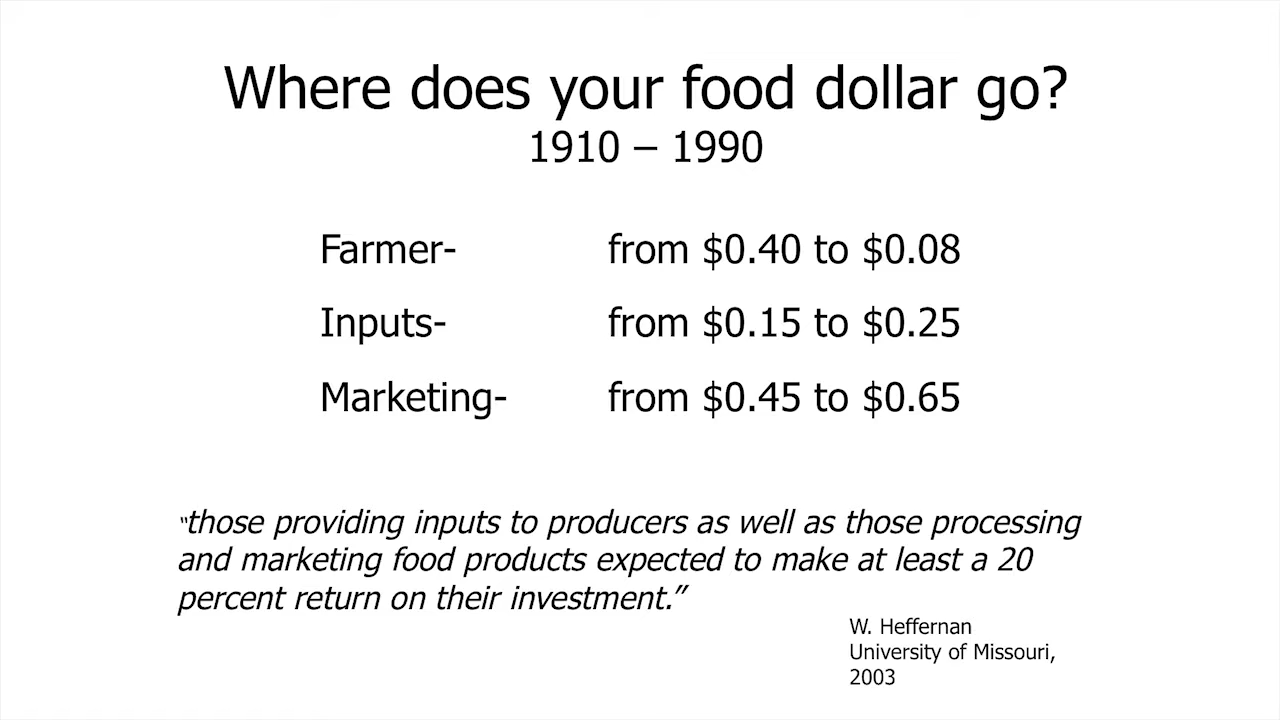 Where does your food dollar go?
1910 – 1990
Farmer- from $0.40 to $0.08
Inputs- from $0.15 to $0.25
Marketing- from $0.45 to $0.65
“those providing inputs to producers as well as those processing
and marketing food products expected to make at least a 20
percent return on their investment.”
W. Heffernan
University of Missouri,
2003